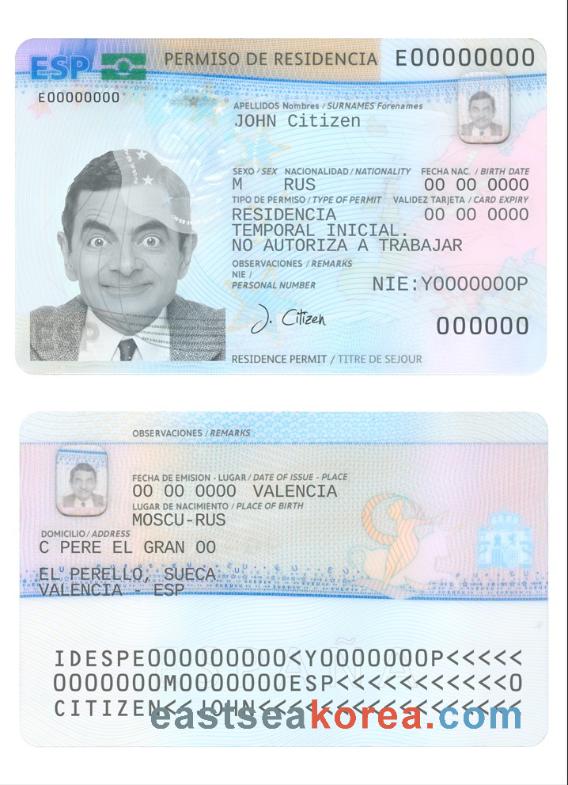 ESP
PERMISO DE RESIDENCIA
E00000000
E00000000
APELLIDOS Nombres / SURNAMES Forenames
JOHN Citizen
SEXO / SEX NACIONALIDAD / NATIONALITY FECHA NAC. / BIRTH DATE
M RUS 00 00 0000
TIPO DE PERMISO / TYPE OF PERMIT VALIDEZ TARJETA / CARD EXPIRY
RESIDENCIA 00 00 0000
TEMPORAL INICIAL.
NO AUTORIZA A TRABAJAR
OBSERVACIONES / REMARKS
NIE /
PERSONAL NUMBER
NIE:Y0000000P
J. Citizen
000000
ESP
RESIDENCE PERMIT / TITRE DE SEJOUR
OBSERVACIONES / REMARKS
FECHA DE EMISION - LUGAR / DATE OF ISSUE - PLACE
00 00 0000 VALENCIA
LUGAR DE NACIMIENTO / PLACE OF BIRTH
MOSCU-RUS
DOMICILIO / ADDRESS
C PERE EL GRAN 00
EL PERELLO, SUECA
VALENCIA - ESP
IDESPE000000000<Y0000000P<<<<<
0000000M0000000ESP<<<<<<<<<<<0
CITIZEN<<JOHN<<<<<<<<<<<<<<<<<
eastseakorea.com